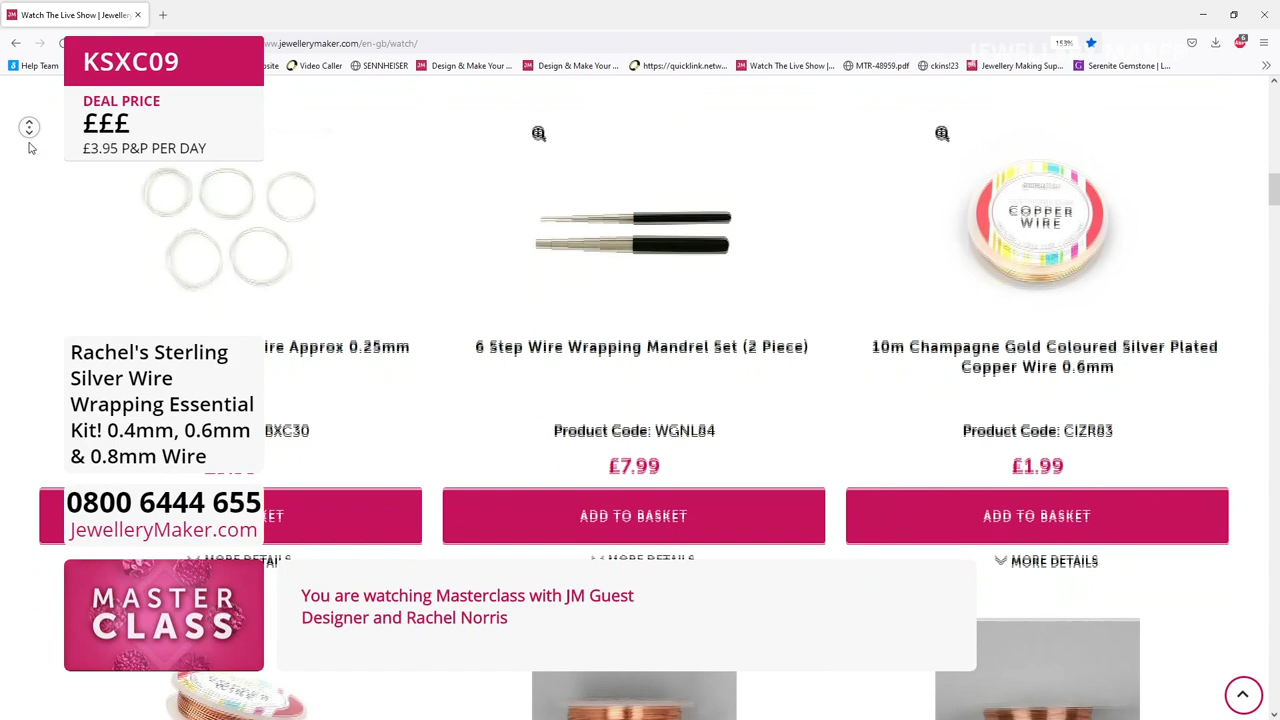 Watch The Live Show | Jeweller
KSXC09
w.jewellerymaker.com/en-gb/watch/
153%
Help Team
site
Video Caller
SENNHEISER
Design & Make Your ...
Design & Make Your ...
https://quicklink.netw...
Watch The Live Show |...
MTR-48959.pdf
ckins!23
Jewellery Making Sup...
Serenite Gemstone | L...
DEAL PRICE
£££
£3.95 P&P PER DAY
COPPER
WIRE
Rachel's Sterling
Silver Wire
Wrapping Essential
Kit! 0.4mm, 0.6mm
& 0.8mm Wire
ire Approx 0.25mm
BXC30
KET
6 Step Wire Wrapping Mandrel Set (2 Piece)
Product Code: WGNL84
£7.99
ADD TO BASKET
MORE DETAILS
10m Champagne Gold Coloured Silver Plated
Copper Wire 0.6mm
Product Code: CIZR83
£1.99
ADD TO BASKET
MORE DETAILS
0800 6444 655
JewelleryMaker.com
MORE DETAILS
MASTER
CLASS
You are watching Masterclass with JM Guest
Designer and Rachel Norris